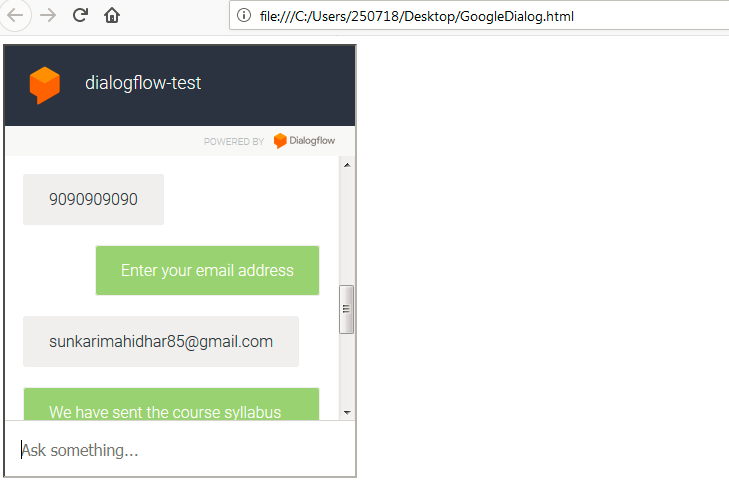 file:///C:/Users/250718/Desktop/GoogleDialog.html
dialogflow-test
POWERED BY Dialogflow
9090909090
Enter your email address
sunkarimahidhar85@gmail.com
We have sent the course syllabus
Ask something...